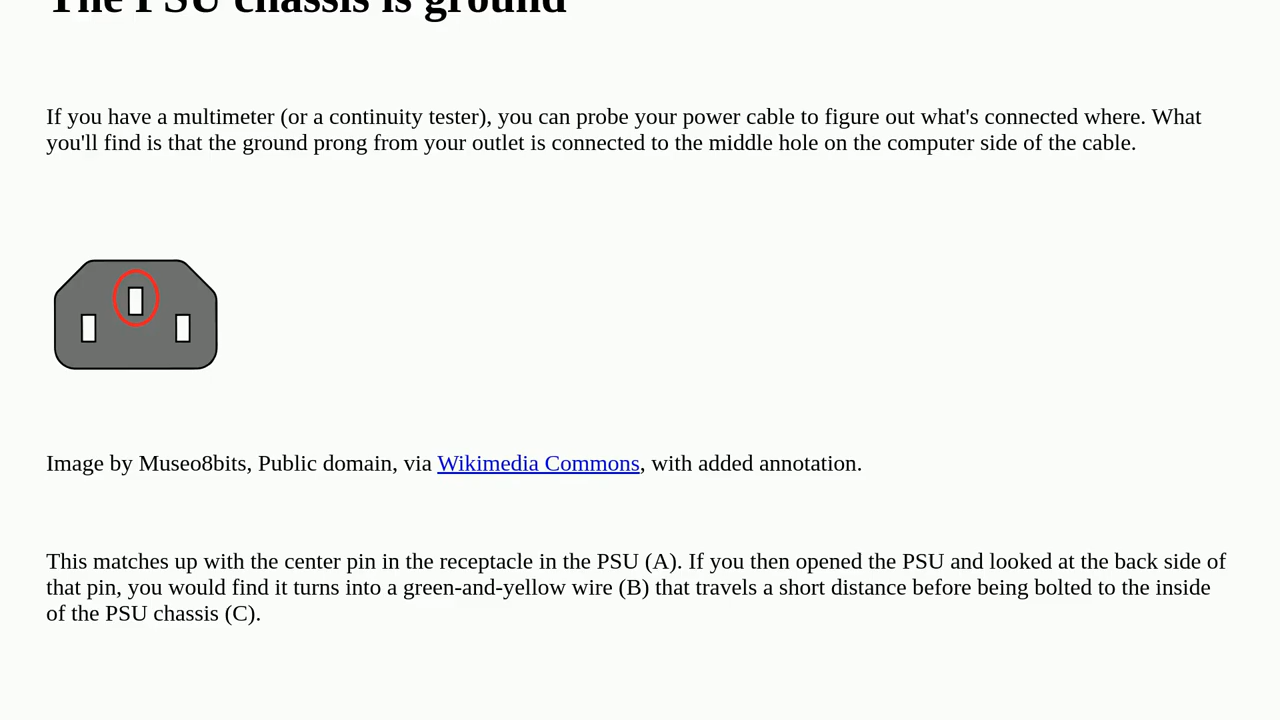 The PSU chassis is ground
If you have a multimeter (or a continuity tester), you can probe your power cable to figure out what's connected where. What
you'll find is that the ground prong from your outlet is connected to the middle hole on the computer side of the cable.
Image by Museo8bits, Public domain, via Wikimedia Commons, with added annotation.
This matches up with the center pin in the receptacle in the PSU (A). If you then opened the PSU and looked at the back side of
that pin, you would find it turns into a green-and-yellow wire (B) that travels a short distance before being bolted to the inside
of the PSU chassis (C).